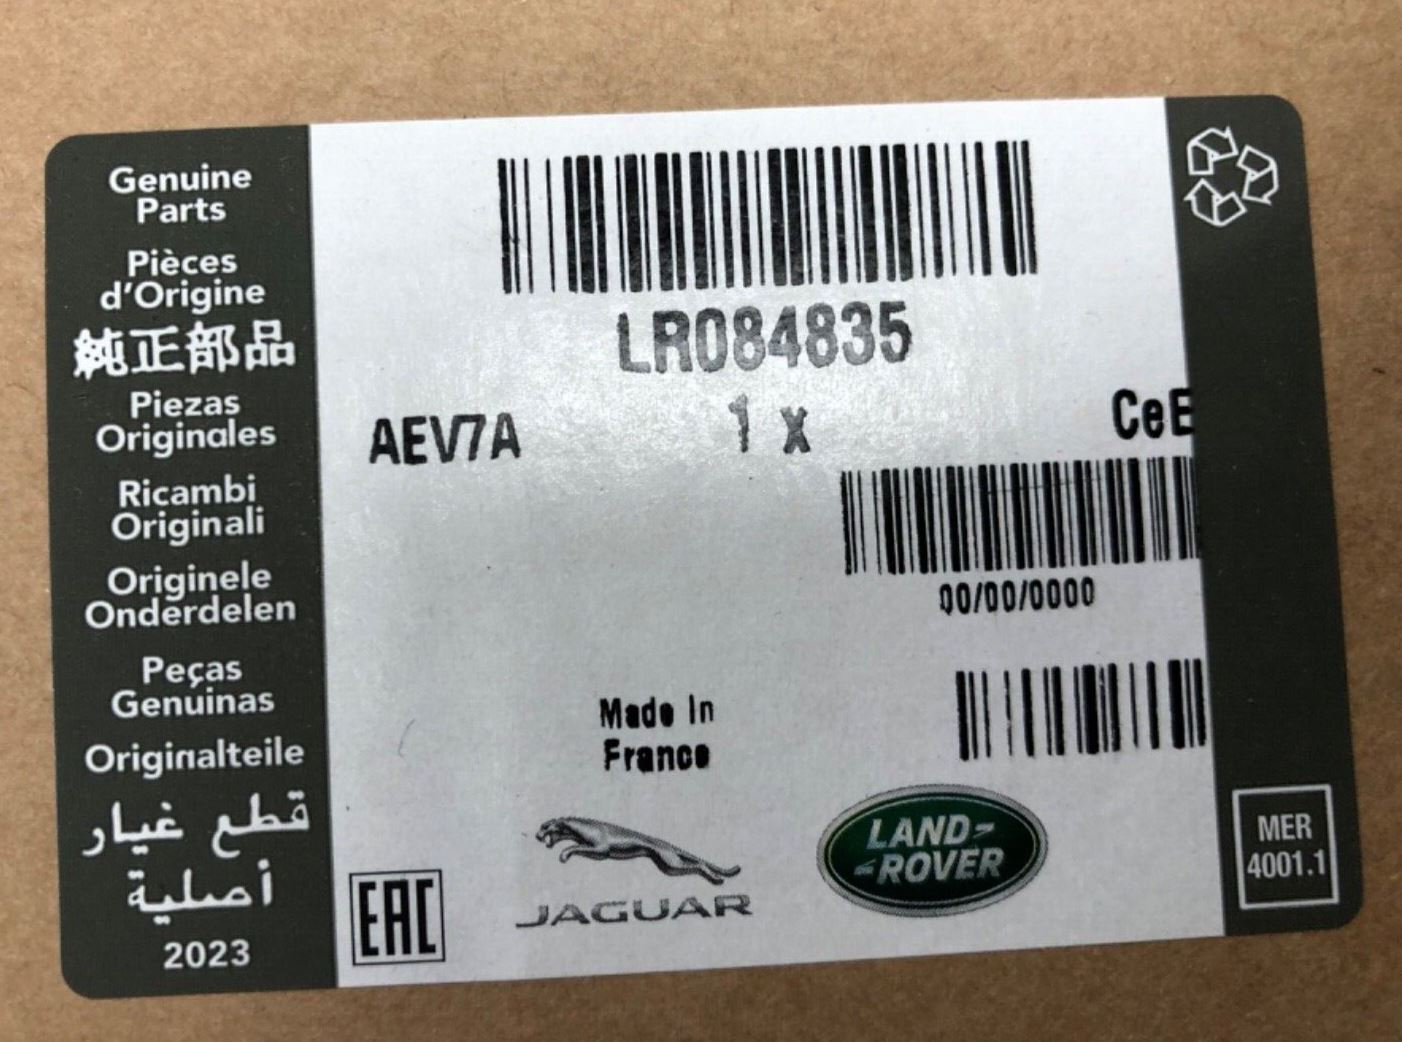 Genuine
Parts
Pièces
d'Origine
純正部品
Piezas
Originales
Ricambi
Originali
Originele
Onderdelen
Peças
Genuinas
Originalteile
قطع غيار
أصلية
2023
LR084835
AEV7A 1 x CeE
00/00/0000
Made In
France
EAC
JAGUAR
LAND-
-ROVER
MER
4001.1